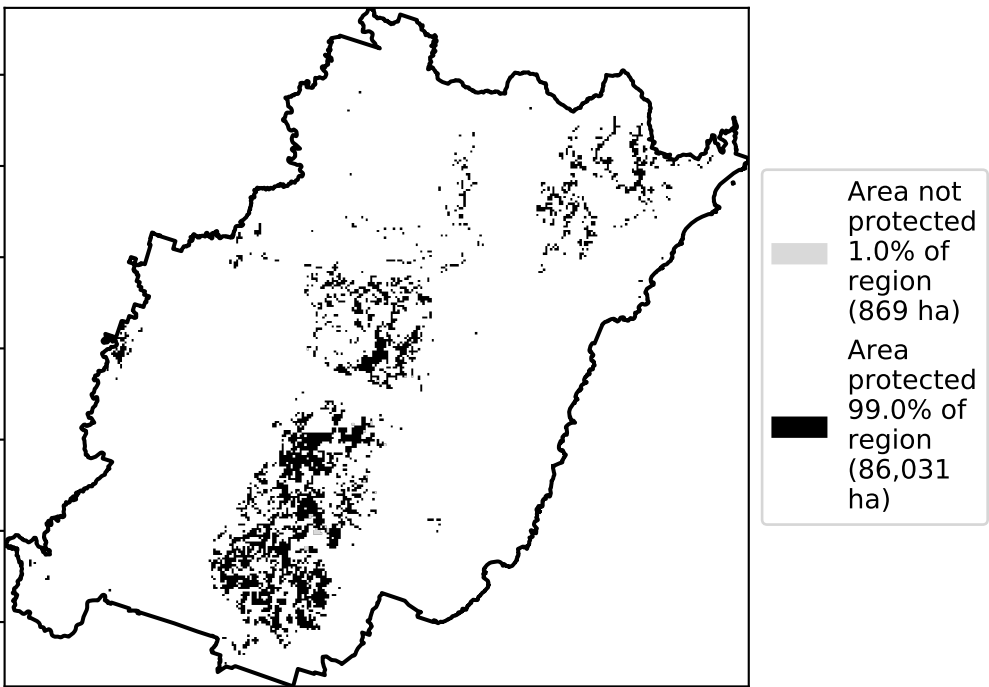 Area not
protected
1.0% of
region
(869 ha)
Area
protected
99.0% of
region
(86,031
ha)